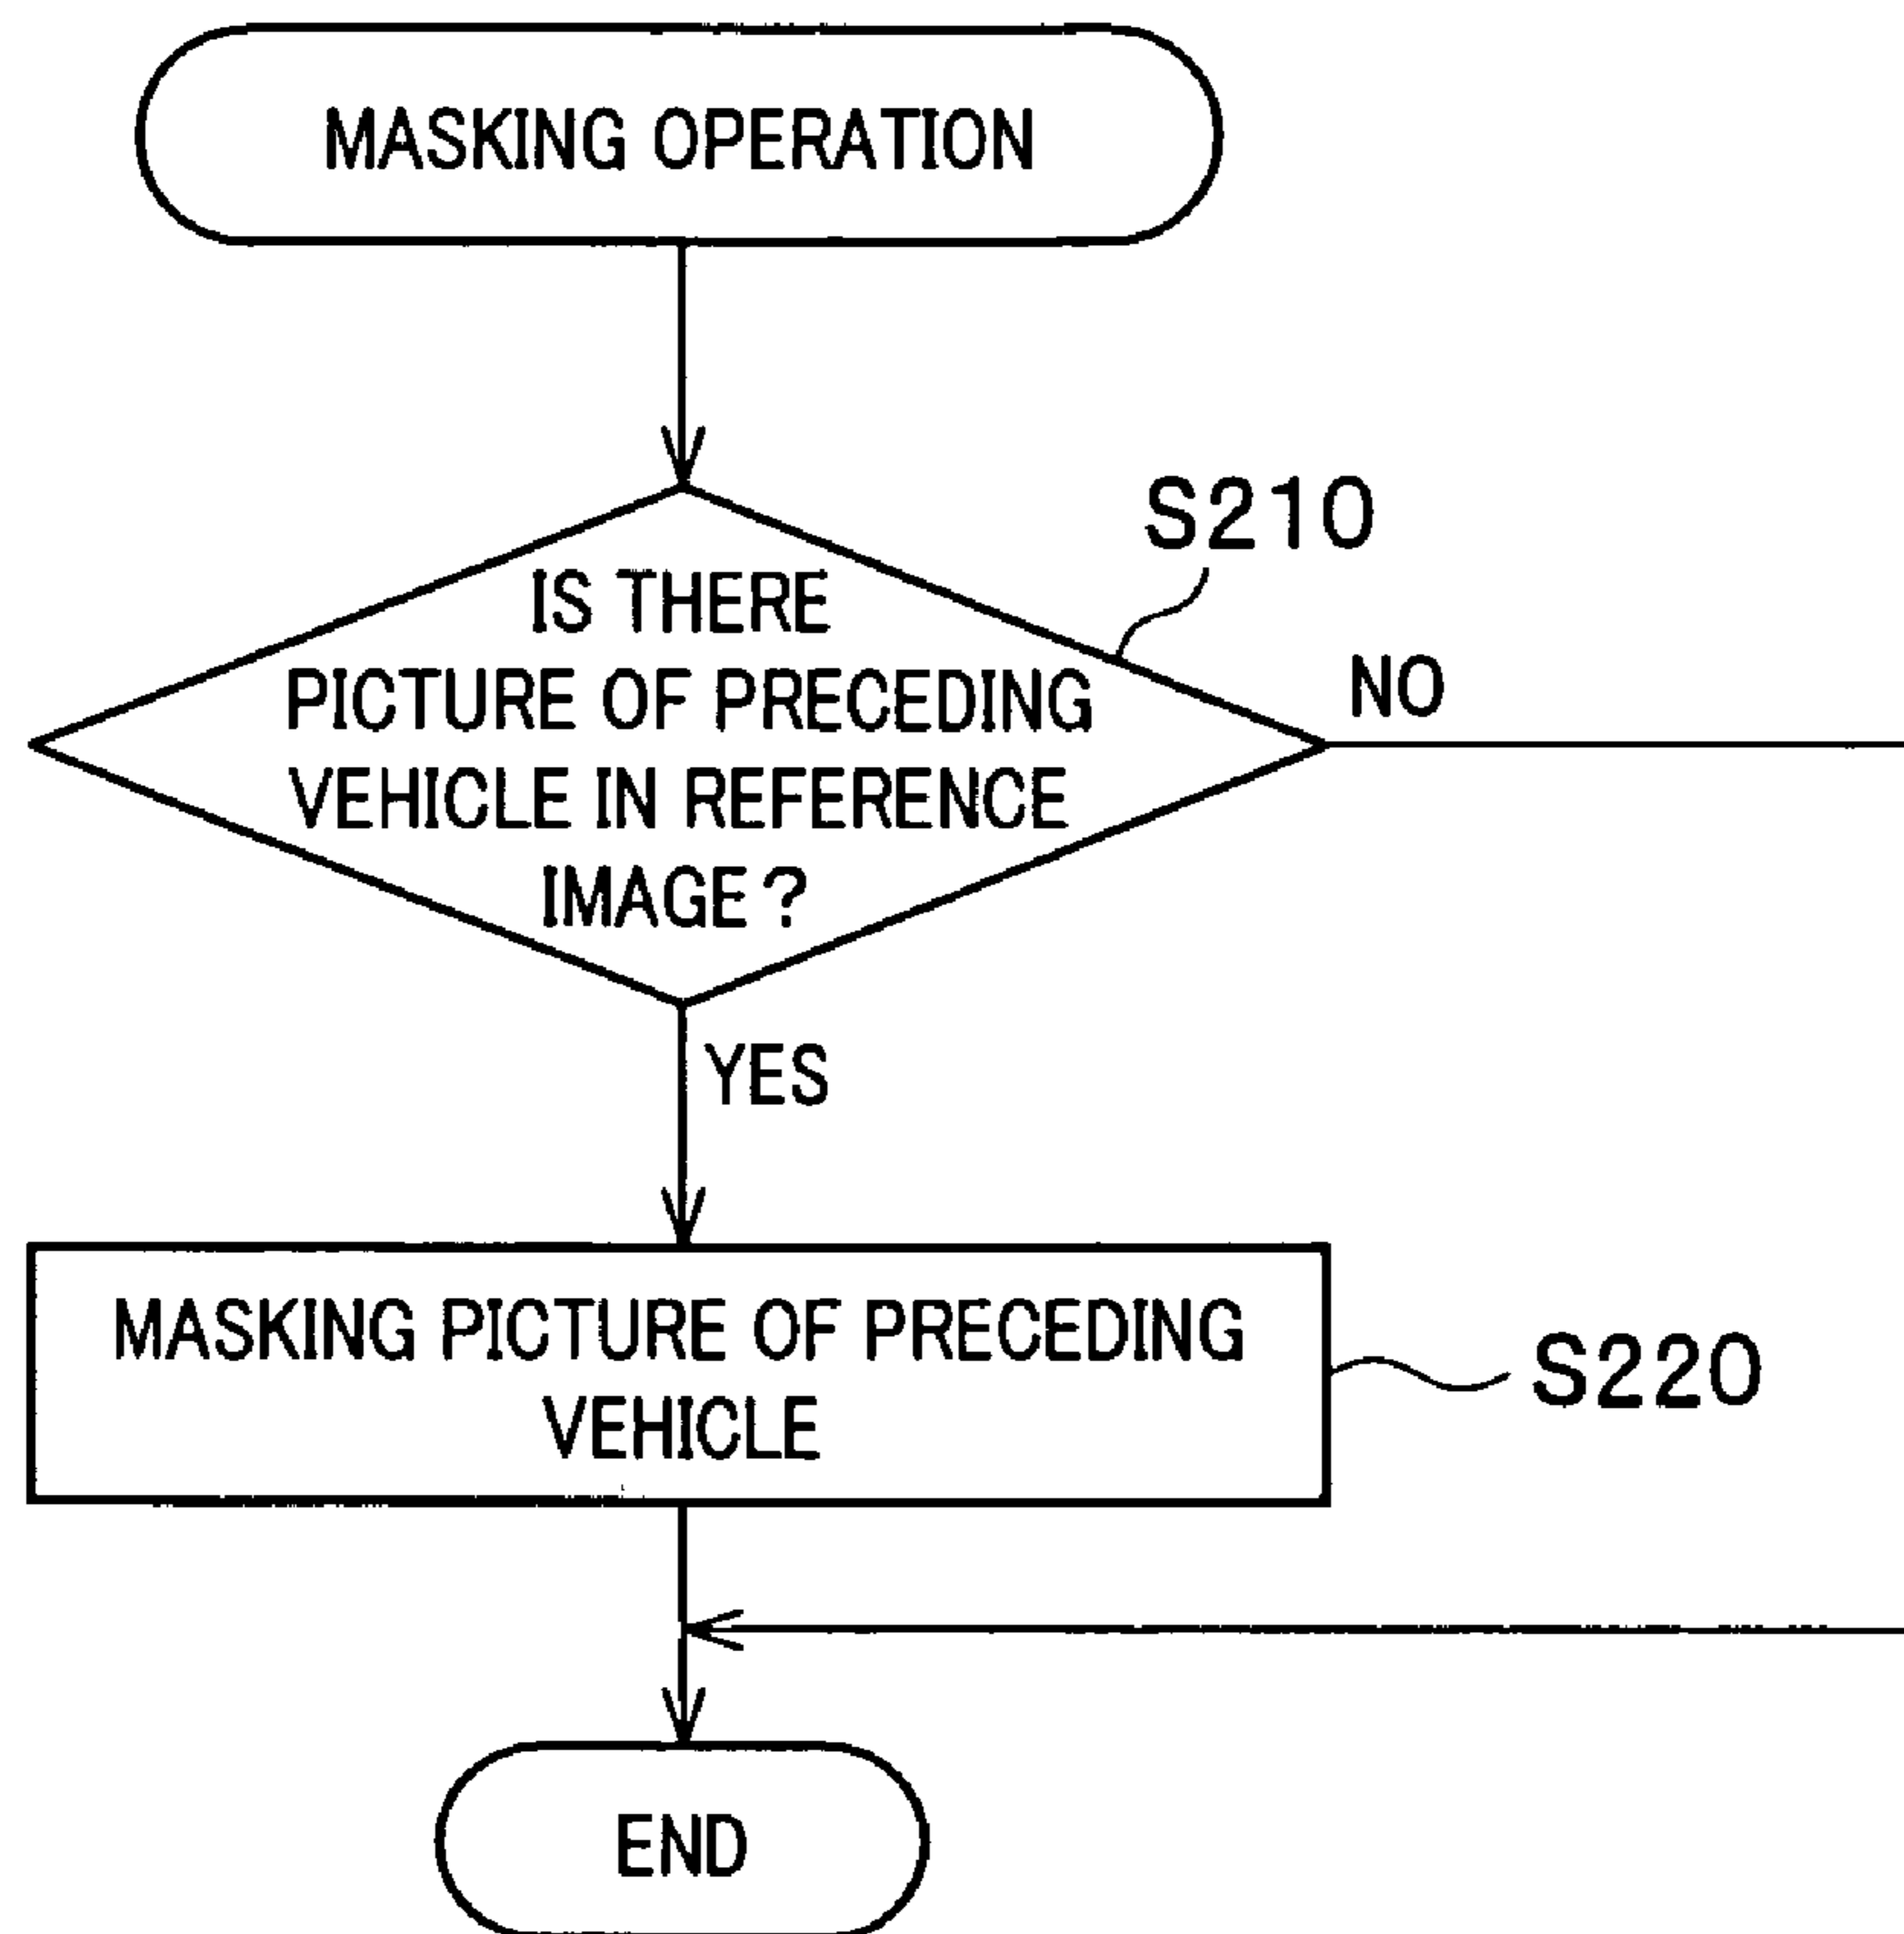 MASKING OPERATION
S210
IS THERE
PICTURE OF PRECEDING
VEHICLE IN REFERENCE
IMAGE?
NO
YES
MASKING PICTURE OF PRECEDING
VEHICLE
S220
END